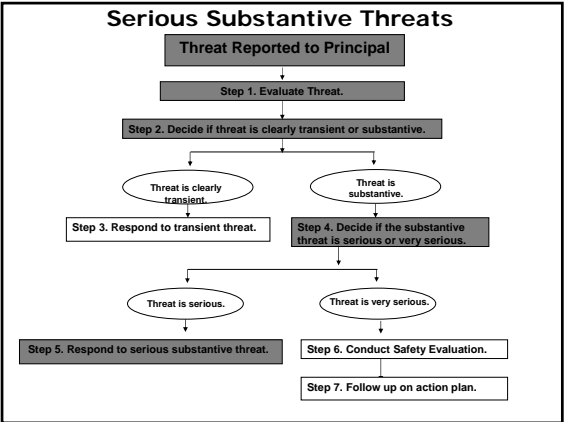 Serious Substantive Threats
Threat Reported to Principal
Step 1. Evaluate Threat.
Step 2. Decide if threat is clearly transient or substantive.
Threat is clearly
transient.
Threat is
substantive.
Step 3. Respond to transient threat.
Step 4. Decide if the substantive
threat is serious or very serious.
Threat is serious.
Threat is very serious.
Step 5. Respond to serious substantive threat.
Step 6. Conduct Safety Evaluation.
Step 7. Follow up on action plan.